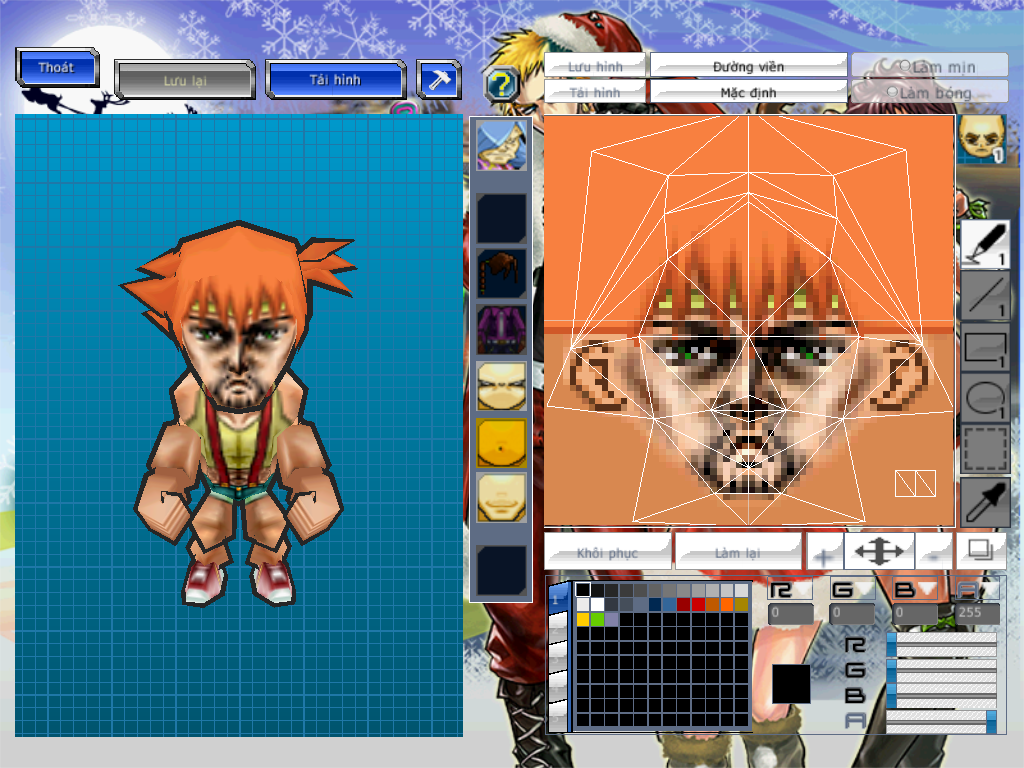 Thoát
Lưu lại
Tải hình
?
Lưu hình
Đường viền
Làm mịn
Tải hình
Mặc định
Làm bóng
1
1
1
1
1
Khôi phục
Làm lại
+
-
1
R
G
B
A
0
0
0
255
R
G
B
A